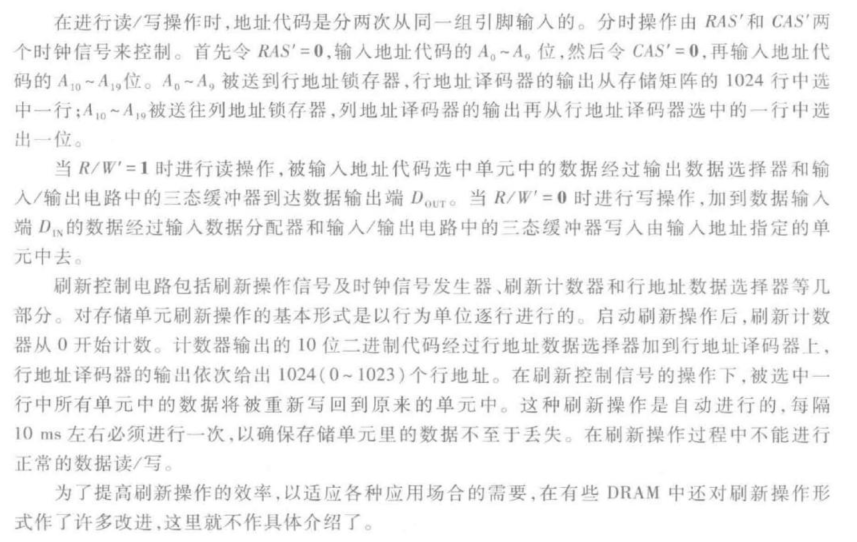 在进行读/写操作时,地址代码是分两次从同一组引脚输入的。分时操作由 RAS′和 CAS′两
个时钟信号来控制。首先令 RAS′=0,输入地址代码的 A₀~A₉ 位,然后令 CAS′=0,再输入地址代
码的 A₁₀~A₁₉位。A₀~A₉ 被送到行地址锁存器,行地址译码器的输出从存储矩阵的 1024 行中选
中一行;A₁₀~A₁₉被送往列地址锁存器,列地址译码器的输出再从行地址译码器选中的一行中选
出一位。
当 R/W′=1 时进行读操作,被输入地址代码选中单元中的数据经过输出数据选择器和输
入/输出电路中的三态缓冲器到达数据输出端 D_OUT。当 R/W′=0 时进行写操作,加到数据输入
端 D_IN的数据经过输入数据分配器和输入/输出电路中的三态缓冲器写入由输入地址指定的单
元中去。
刷新控制电路包括刷新操作信号及时钟信号发生器、刷新计数器和行地址数据选择器等几
部分。对存储单元刷新操作的基本形式是以行为单位逐行进行的。启动刷新操作后,刷新计数
器从 0 开始计数。计数器输出的 10 位二进制代码经过行地址数据选择器加到行地址译码器上,
行地址译码器的输出依次给出 1024(0~1023)个行地址。在刷新控制信号的操作下,被选中一
行中所有单元中的数据将被重新写回到原来的单元中。这种刷新操作是自动进行的,每隔
10 ms 左右必须进行一次,以确保存储单元里的数据不至于丢失。在刷新操作过程中不能进行
正常的数据读/写。
为了提高刷新操作的效率,以适应各种应用场合的需要,在有些 DRAM 中还对刷新操作形
式作了许多改进,这里就不作具体介绍了。